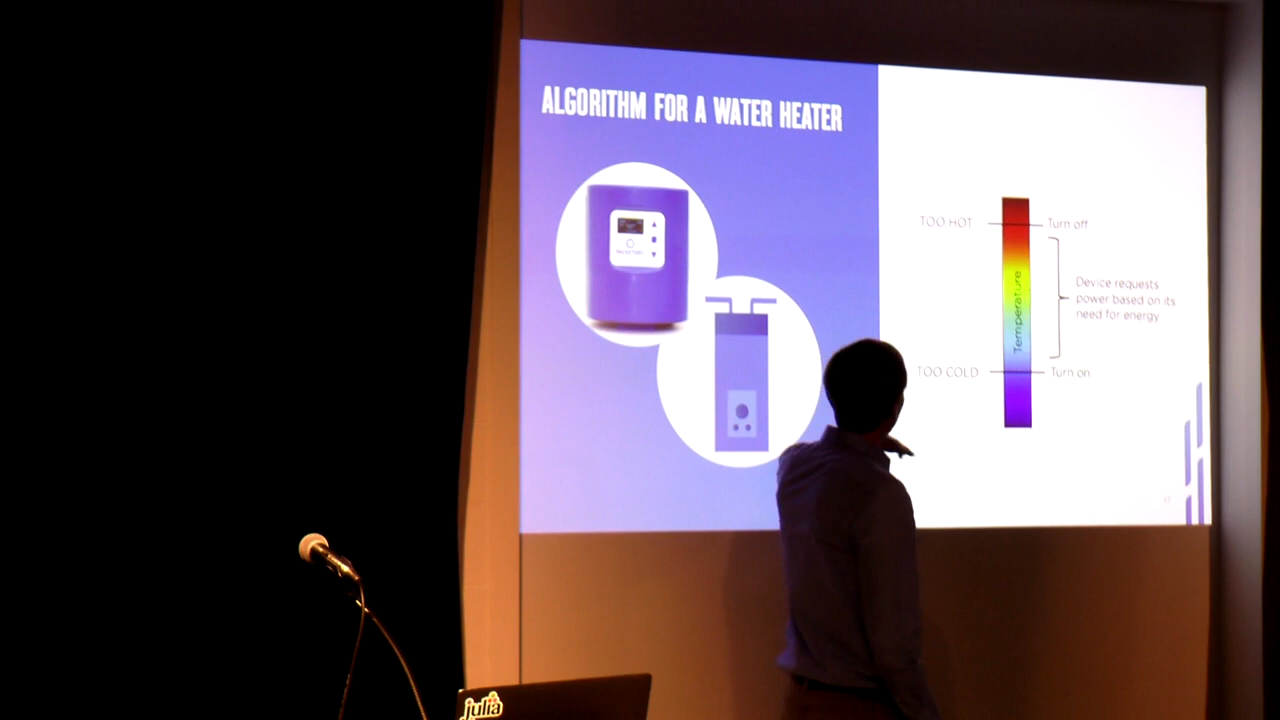 ALGORITHM FOR A WATER HEATER
TOO HOT
Turn off
Temperature
Device requests
power based on its
need for energy
TOO COLD
Turn on
julia